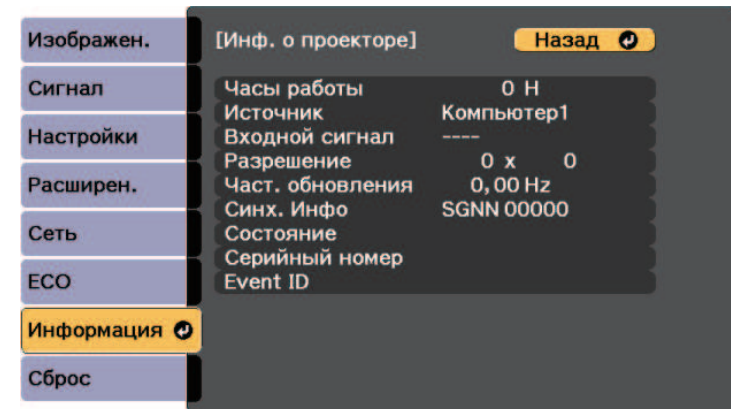 Изображен.
Сигнал
Настройки
Расширен.
Сеть
ECO
Информация
Сброс
[Инф. о проекторе] Назад
Часы работы 0 H
Источник Компьютер1
Входной сигнал ----
Разрешение 0 x 0
Част. обновления 0,00 Hz
Синх. Инфо SGNN 00000
Состояние
Серийный номер
Event ID